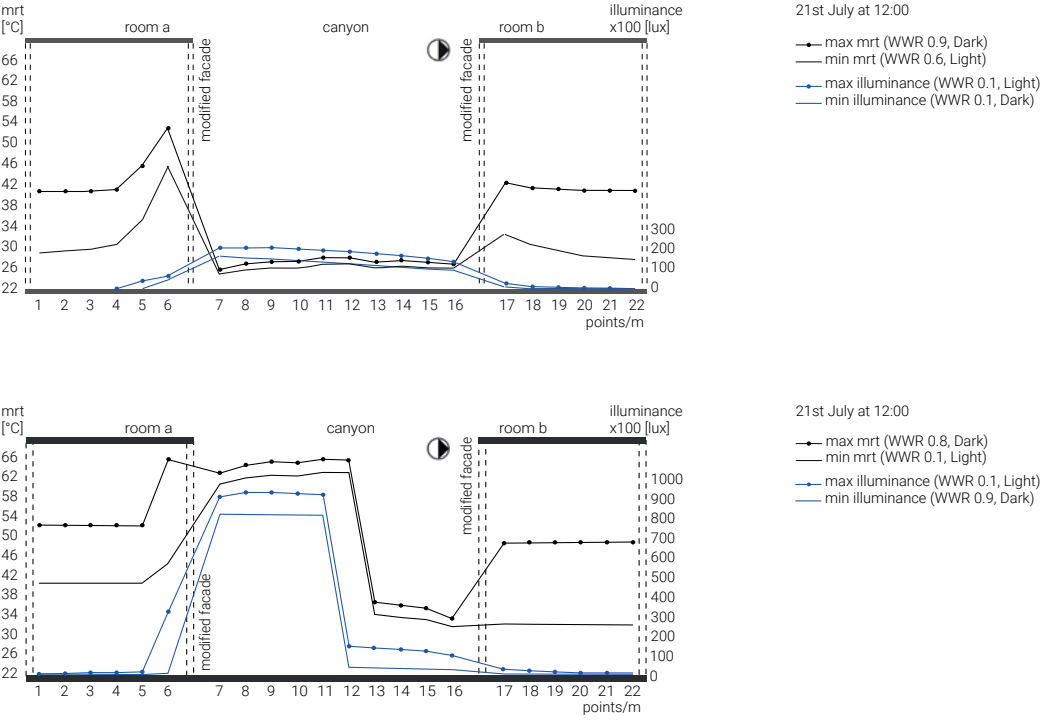 mrt
[°C]
room a
canyon
room b
illuminance
x100 [lux]
66
62
58
54
50
46
42
38
34
30
26
22
modified facade
modified facade
300
200
100
0
1 2 3 4 5 6 7 8 9 10 11 12 13 14 15 16 17 18 19 20 21 22
points/m
21st July at 12:00
max mrt (WWR 0.9, Dark)
min mrt (WWR 0.6, Light)
max illuminance (WWR 0.1, Light)
min illuminance (WWR 0.1, Dark)
mrt
[°C]
room a
canyon
room b
illuminance
x100 [lux]
66
62
58
54
50
46
42
38
34
30
26
22
modified facade
modified facade
1000
900
800
700
600
500
400
300
200
100
0
1 2 3 4 5 6 7 8 9 10 11 12 13 14 15 16 17 18 19 20 21 22
points/m
21st July at 12:00
max mrt (WWR 0.8, Dark)
min mrt (WWR 0.1, Light)
max illuminance (WWR 0.1, Light)
min illuminance (WWR 0.9, Dark)